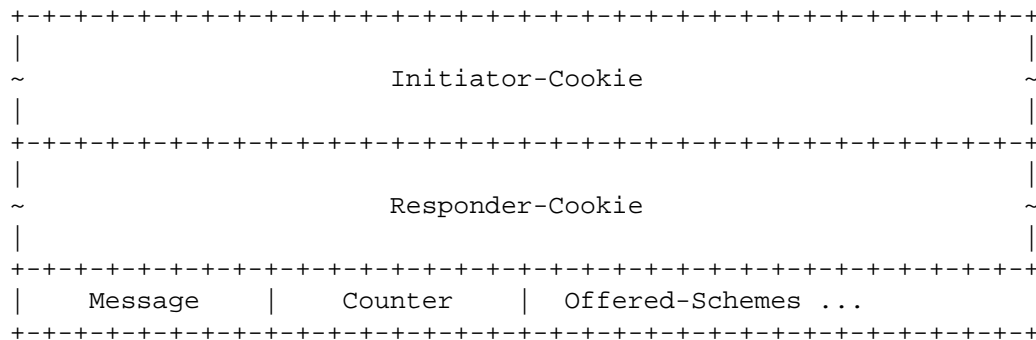 +-+-+-+-+-+-+-+-+-+-+-+-+-+-+-+-+-+-+-+-+-+-+-+-+-+-+-+-+-+-+-+-+
|                                                               |
~                       Initiator-Cookie                        ~
|                                                               |
+-+-+-+-+-+-+-+-+-+-+-+-+-+-+-+-+-+-+-+-+-+-+-+-+-+-+-+-+-+-+-+-+
|                                                               |
~                       Responder-Cookie                        ~
|                                                               |
+-+-+-+-+-+-+-+-+-+-+-+-+-+-+-+-+-+-+-+-+-+-+-+-+-+-+-+-+-+-+-+-+
|    Message    |    Counter    |  Offered-Schemes ...
+-+-+-+-+-+-+-+-+-+-+-+-+-+-+-+-+-+-+-+-+-+-+-+-+-+-+-+-+-+-+-+-+